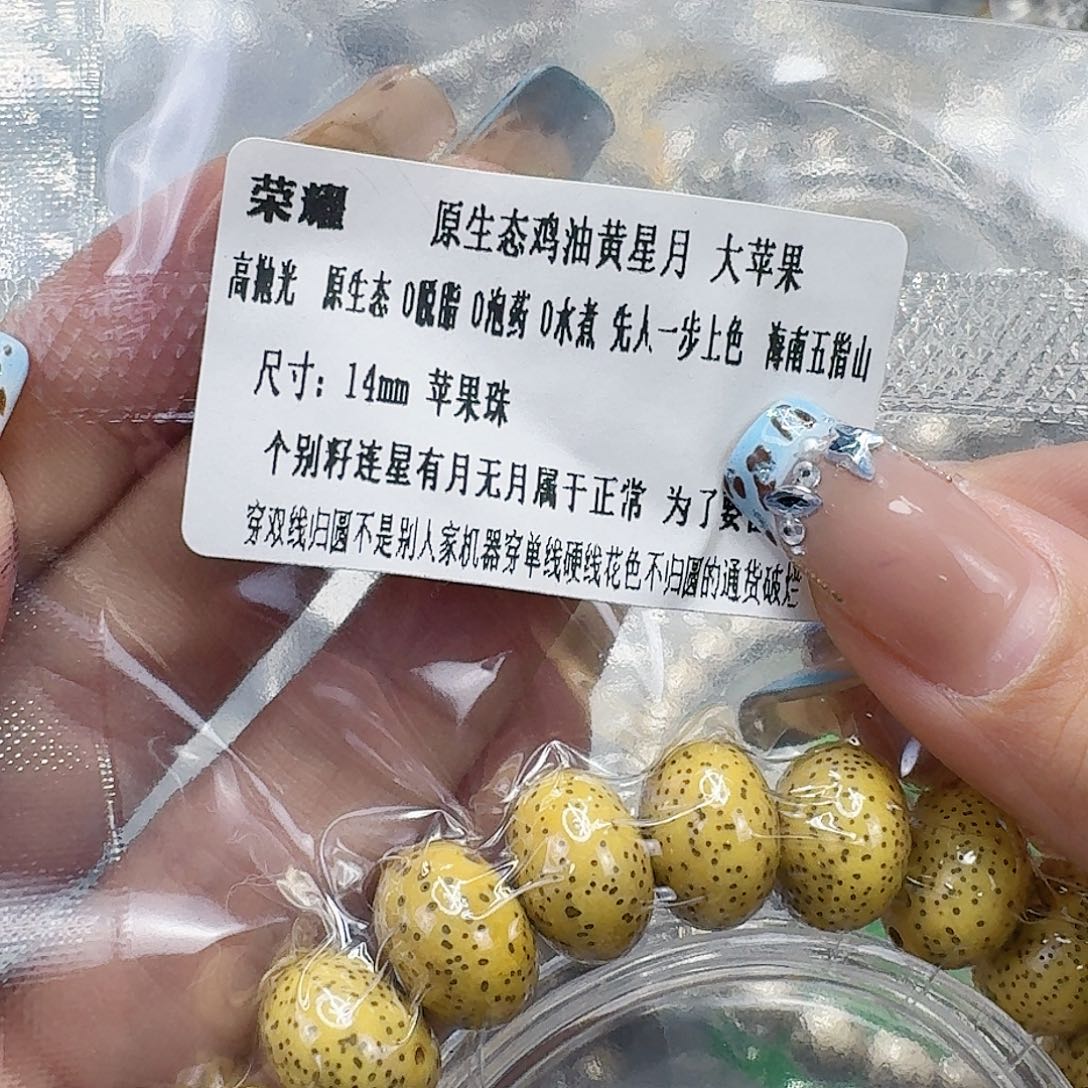 荣耀 原生态鸡油黄星月 大苹果
高抛光 原生态 0脱脂 0泡药 0水煮 先人一步上色 海南五指山
尺寸：14mm 苹果珠
个别籽连星有月无月属于正常 为了
穿双线归圆不是别人家机器穿单线硬线花色不归圆的通货破烂